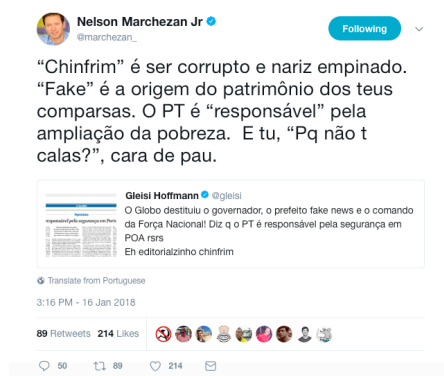 Nelson Marchezan Jr
@marchezan_
Following
“Chinfrim” é ser corrupto e nariz empinado.
“Fake” é a origem do patrimônio dos teus
comparsas. O PT é “responsável” pela
ampliação da pobreza. E tu, “Pq não t
calas?”, cara de pau.
Gleisi Hoffmann @gleisi
O Globo destituiu o governador, o prefeito fake news e o comando
da Força Nacional! Diz q o PT é responsável pela segurança em
POA rsrs
Eh editorialzinho chinfrim
Translate from Portuguese
3:16 PM - 16 Jan 2018
89 Retweets 214 Likes
50 89 214